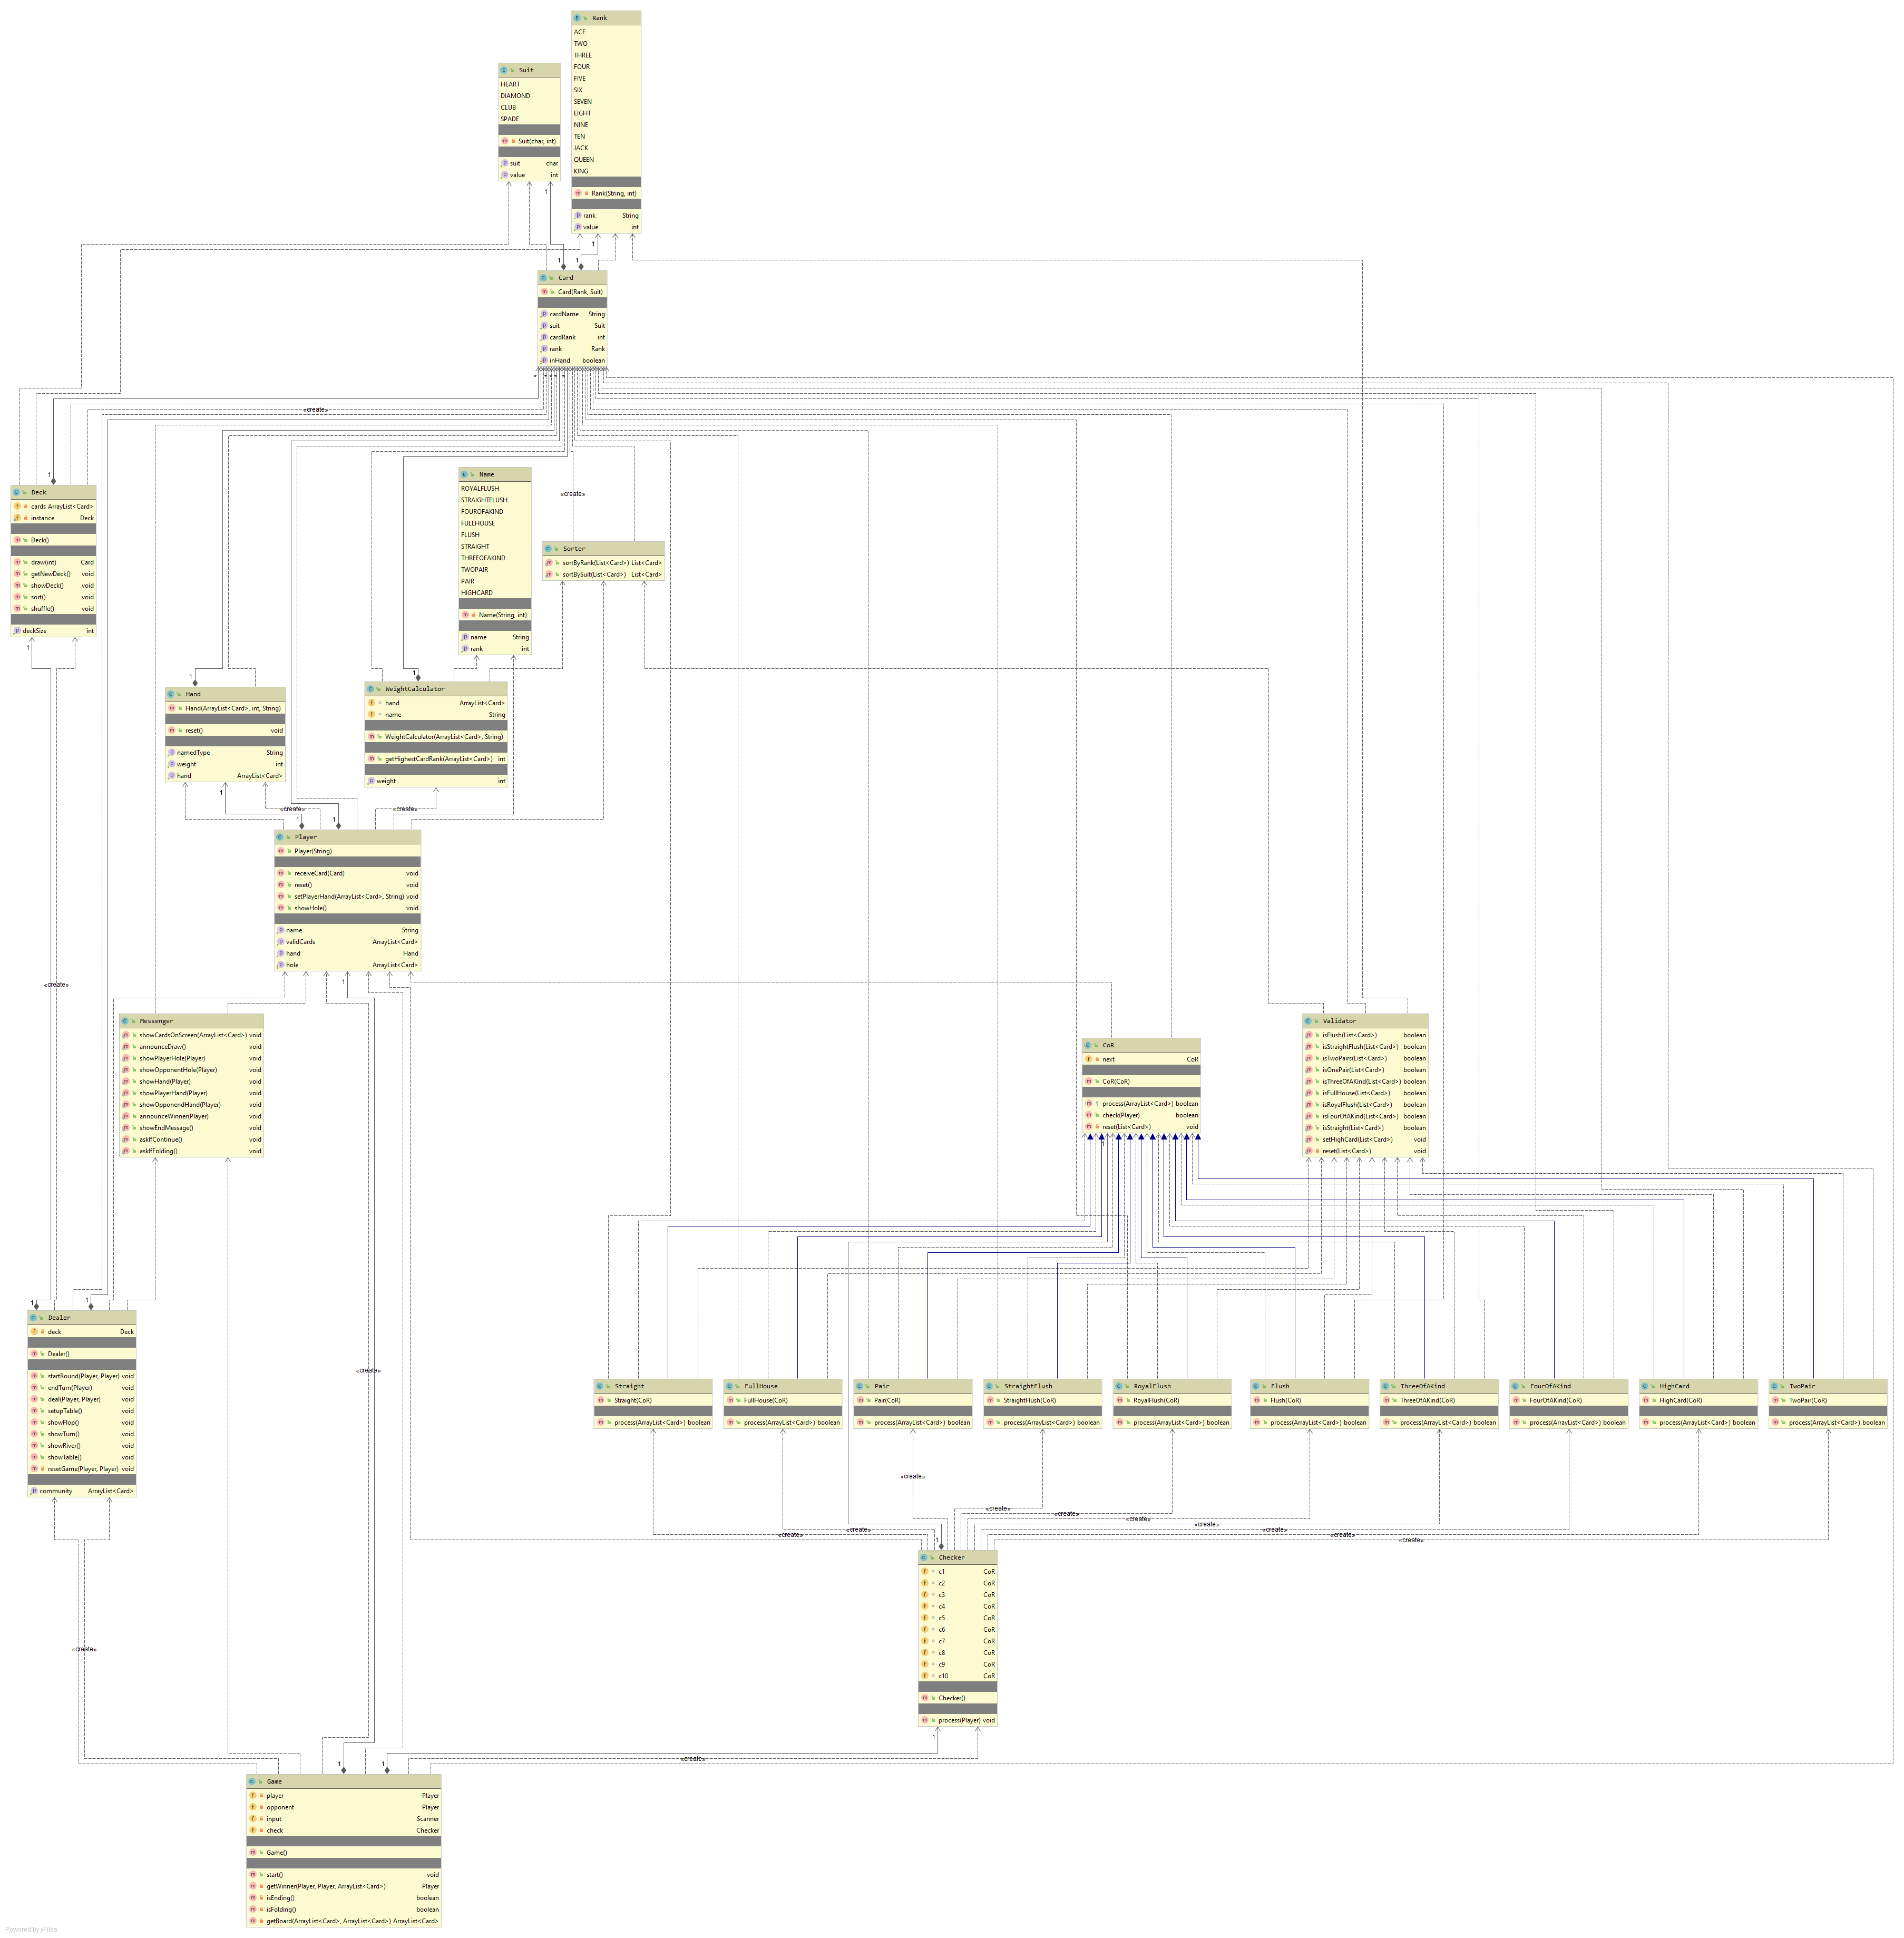 Rank
ACE
TWO
THREE
FOUR
FIVE
SIX
SEVEN
EIGHT
NINE
TEN
JACK
QUEEN
KING
Rank(String, int)
rank String
value int
Suit
HEART
DIAMOND
CLUB
SPADE
Suit(char, int)
suit char
value int
1
1
1
1
Card
Card(Rank, Suit)
cardName String
suit Suit
cardRank int
rank Rank
inHand boolean
* * * * *
«create»
1
Deck
cards ArrayList<Card>
instance Deck
Deck()
draw(int) Card
getNewDeck() void
showDeck() void
sort() void
shuffle() void
deckSize int
1
Name
ROYALFLUSH
STRAIGHTFLUSH
FOUROFAKIND
FULLHOUSE
FLUSH
STRAIGHT
THREEOFAKIND
TWOPAIR
PAIR
HIGHCARD
Name(String, int)
name String
rank int
«create»
Sorter
sortByRank(List<Card>) List<Card>
sortBySuit(List<Card>) List<Card>
1
Hand
Hand(ArrayList<Card>, int, String)
reset() void
namedType String
weight int
hand ArrayList<Card>
1
1
WeightCalculator
hand ArrayList<Card>
name String
WeightCalculator(ArrayList<Card>, String)
getHighestCardRank(ArrayList<Card>) int
weight int
«create»
«create»
1
1
Player
Player(String)
receiveCard(Card) void
reset() void
setPlayerHand(ArrayList<Card>, String) void
showHole() void
name String
validCards ArrayList<Card>
hand Hand
hole ArrayList<Card>
1
«create»
Messenger
showCardsOnScreen(ArrayList<Card>) void
announceDraw() void
showPlayerHole(Player) void
showOpponentHole(Player) void
showHand(Player) void
showPlayerHand(Player) void
showOpponendHand(Player) void
announceWinner(Player) void
showEndMessage() void
askIfContinue() void
askIfFolding() void
CoR
next CoR
CoR(CoR)
process(ArrayList<Card>) boolean
check(Player) boolean
reset(List<Card>) void
1
Validator
isFlush(List<Card>) boolean
isStraightFlush(List<Card>) boolean
isTwoPairs(List<Card>) boolean
isOnePair(List<Card>) boolean
isThreeOfAKind(List<Card>) boolean
isFullHouse(List<Card>) boolean
isRoyalFlush(List<Card>) boolean
isFourOfAKind(List<Card>) boolean
isStraight(List<Card>) boolean
setHighCard(List<Card>) void
reset(List<Card>) void
1
1
Dealer
deck Deck
Dealer()
startRound(Player, Player) void
endTurn(Player) void
deal(Player, Player) void
setupTable() void
showFlop() void
showTurn() void
showRiver() void
showTable() void
resetGame(Player, Player) void
community ArrayList<Card>
«create»
Straight
Straight(CoR)
process(ArrayList<Card>) boolean
FullHouse
FullHouse(CoR)
process(ArrayList<Card>) boolean
Pair
Pair(CoR)
process(ArrayList<Card>) boolean
StraightFlush
StraightFlush(CoR)
process(ArrayList<Card>) boolean
RoyalFlush
RoyalFlush(CoR)
process(ArrayList<Card>) boolean
Flush
Flush(CoR)
process(ArrayList<Card>) boolean
ThreeOfAKind
ThreeOfAKind(CoR)
process(ArrayList<Card>) boolean
FourOfAKind
FourOfAKind(CoR)
process(ArrayList<Card>) boolean
HighCard
HighCard(CoR)
process(ArrayList<Card>) boolean
TwoPair
TwoPair(CoR)
process(ArrayList<Card>) boolean
«create»
«create»
«create»
«create»
«create»
«create»
«create»
«create»
«create»
«create»
1
Checker
c1 CoR
c2 CoR
c3 CoR
c4 CoR
c5 CoR
c6 CoR
c7 CoR
c8 CoR
c9 CoR
c10 CoR
Checker()
process(Player) void
1
«create»
«create»
1
1
Game
player Player
opponent Player
input Scanner
check Checker
Game()
start() void
getWinner(Player, Player, ArrayList<Card>) Player
isEnding() boolean
isFolding() boolean
getBoard(ArrayList<Card>, ArrayList<Card>) ArrayList<Card>
Powered by yFiles